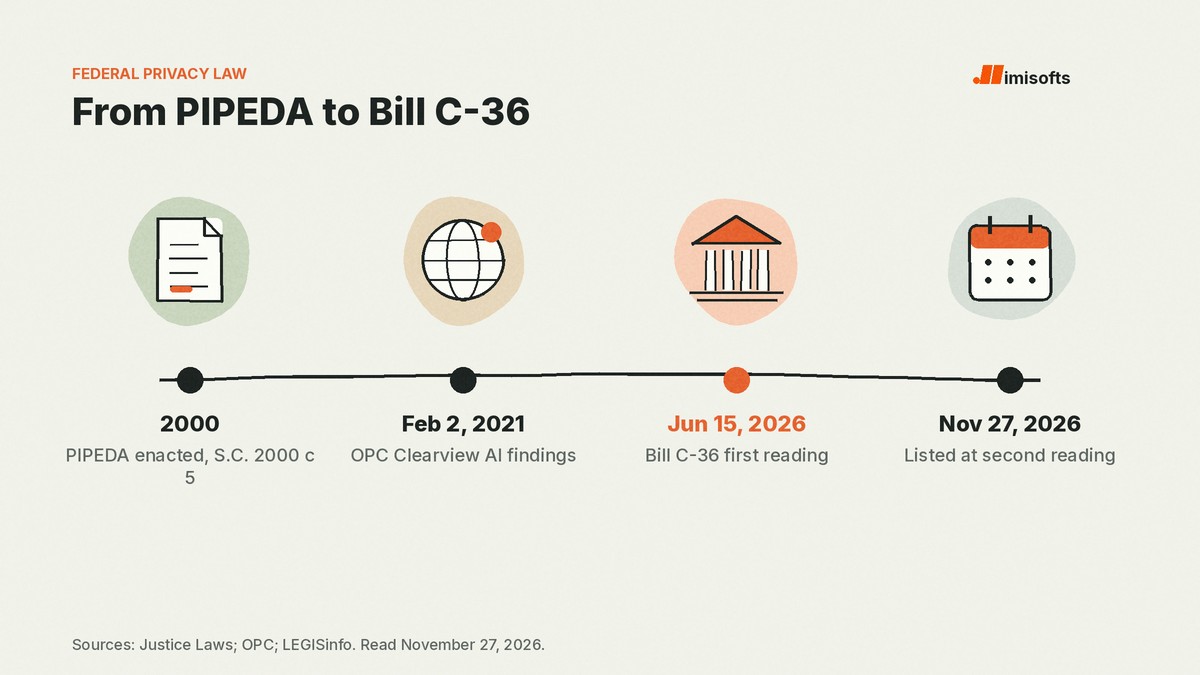 FEDERAL PRIVACY LAW
imisofts
From PIPEDA to Bill C-36
2000
PIPEDA enacted, S.C. 2000 c
5
Feb 2, 2021
OPC Clearview AI findings
Jun 15, 2026
Bill C-36 first reading
Nov 27, 2026
Listed at second reading
Sources: Justice Laws; OPC; LEGISinfo. Read November 27, 2026.